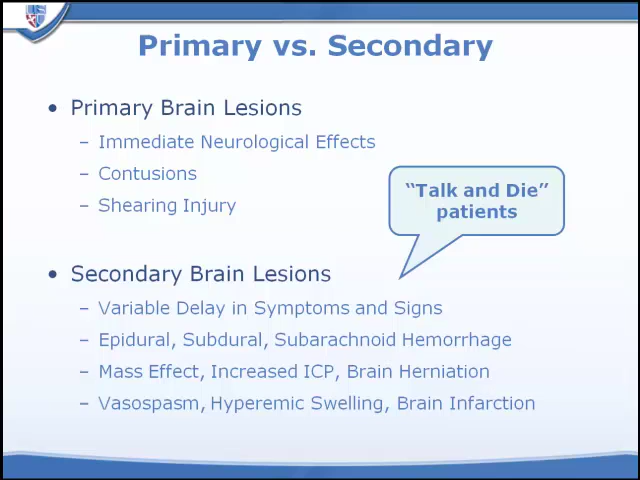 Primary vs. Secondary
• Primary Brain Lesions
– Immediate Neurological Effects
– Contusions
– Shearing Injury
“Talk and Die”
patients
• Secondary Brain Lesions
– Variable Delay in Symptoms and Signs
– Epidural, Subdural, Subarachnoid Hemorrhage
– Mass Effect, Increased ICP, Brain Herniation
– Vasospasm, Hyperemic Swelling, Brain Infarction